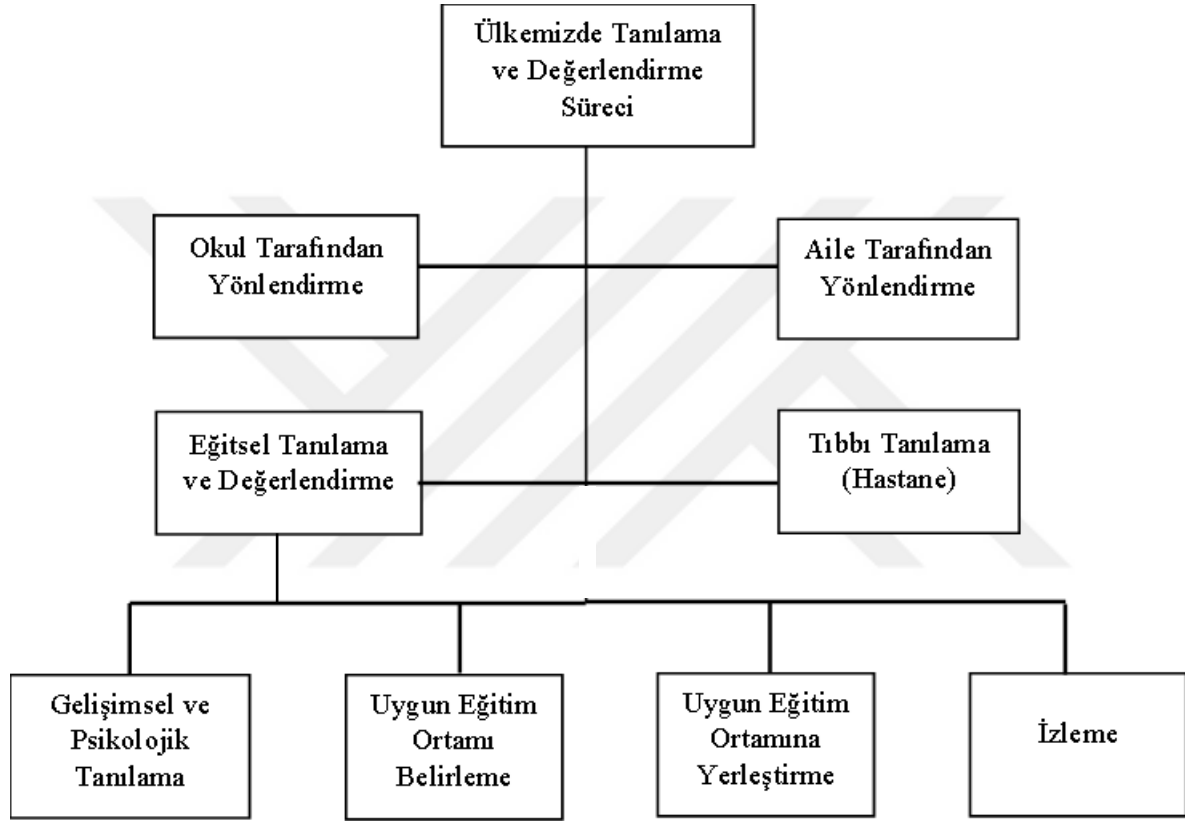 Ülkemizde Tanılama
ve Değerlendirme
Süreci
Okul Tarafından
Yönlendirme
Aile Tarafından
Yönlendirme
Eğitsel Tanılama
ve Değerlendirme
Tıbbı Tanılama
(Hastane)
Gelişimsel ve
Psikolojik
Tanılama
Uygun Eğitim
Ortamı
Belirleme
Uygun Eğitim
Ortamına
Yerleştirme
İzleme